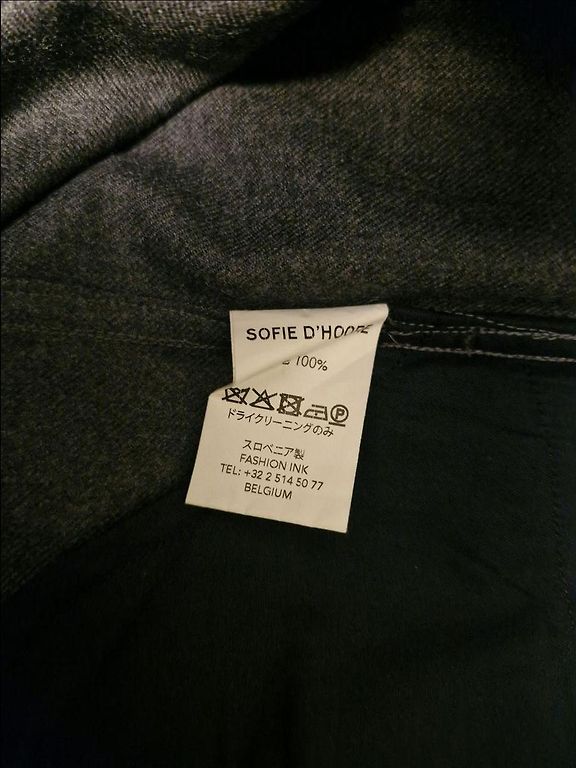 SOFIE D'HOORE
100%
P
ドライクリーニングのみ
スロベニア製
FASHION INK
TEL: +32 2 514 50 77
BELGIUM